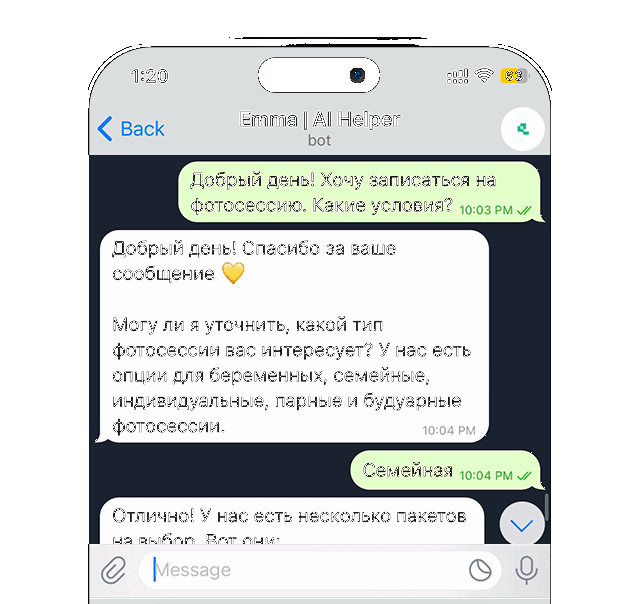 1:20
69
Back
Emma | AI Helper
bot
Добрый день! Хочу записаться на
фотосессию. Какие условия? 10:03 PM
Добрый день! Спасибо за ваше
сообщение 💛
Могу ли я уточнить, какой тип
фотосессии вас интересует? У нас есть
опции для беременных, семейные,
индивидуальные, парные и будуарные
фотосессии. 10:04 PM
Семейная 10:04 PM
Отлично! У нас есть несколько пакетов
на выбор. Вот они:
Message